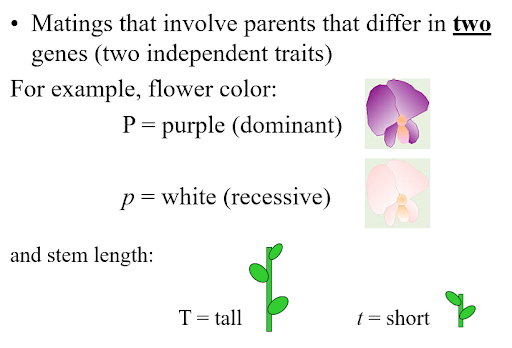 • Matings that involve parents that differ in two
genes (two independent traits)
For example, flower color:
P = purple (dominant)
p = white (recessive)
and stem length:
T = tall t = short